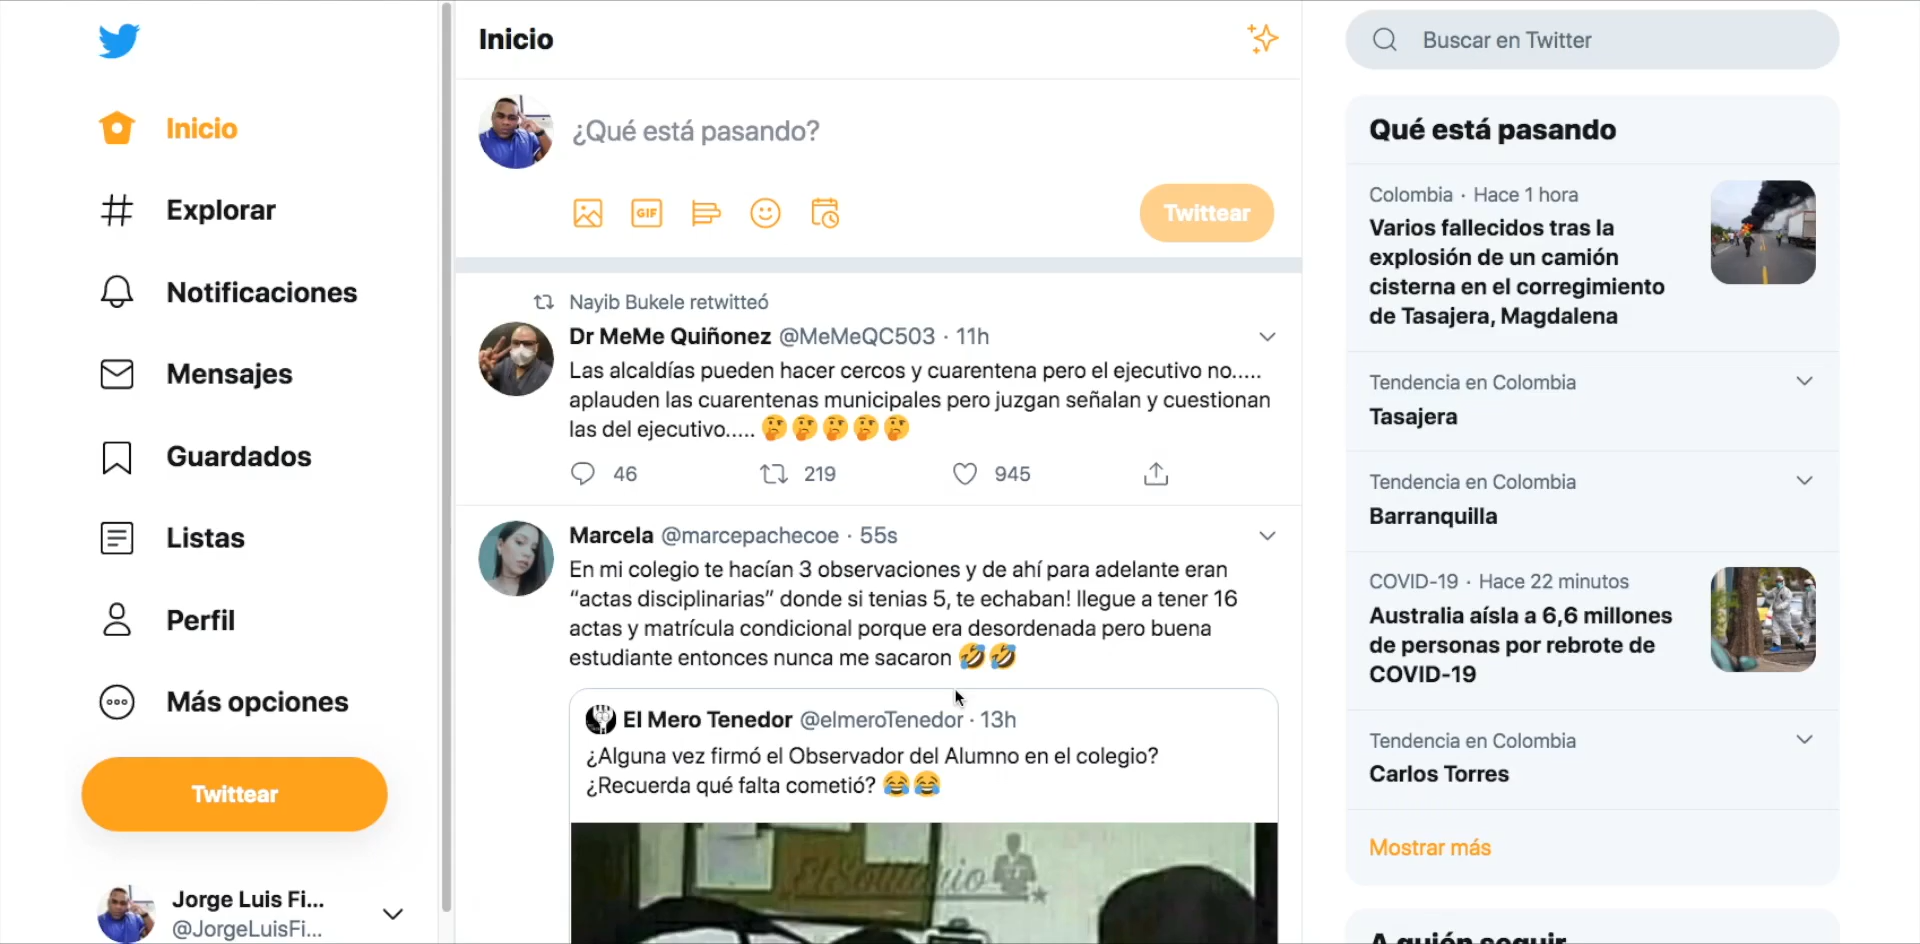 Inicio
Explorar
Notificaciones
Mensajes
Guardados
Listas
Perfil
Más opciones
Twittear
Jorge Luis Fi...
@JorgeLuisFi...
Inicio
¿Qué está pasando?
GIF
Twittear
Nayib Bukele retwitteó
Dr MeMe Quiñonez @MeMeQC503 · 11h
Las alcaldías pueden hacer cercos y cuarentena pero el ejecutivo no.....
aplauden las cuarentenas municipales pero juzgan señalan y cuestionan
las del ejecutivo..... 🤔🤔🤔🤔🤔
46 219 945
Marcela @marcepachecoe · 55s
En mi colegio te hacían 3 observaciones y de ahí para adelante eran
“actas disciplinarias” donde si tenias 5, te echaban! llegue a tener 16
actas y matrícula condicional porque era desordenada pero buena
estudiante entonces nunca me sacaron 🤣🤣
El Mero Tenedor @elmeroTenedor · 13h
¿Alguna vez firmó el Observador del Alumno en el colegio?
¿Recuerda qué falta cometió? 😂😂
Buscar en Twitter
Qué está pasando
Colombia · Hace 1 hora
Varios fallecidos tras la
explosión de un camión
cisterna en el corregimiento
de Tasajera, Magdalena
Tendencia en Colombia
Tasajera
Tendencia en Colombia
Barranquilla
COVID-19 · Hace 22 minutos
Australia aísla a 6,6 millones
de personas por rebrote de
COVID-19
Tendencia en Colombia
Carlos Torres
Mostrar más
A quién seguir